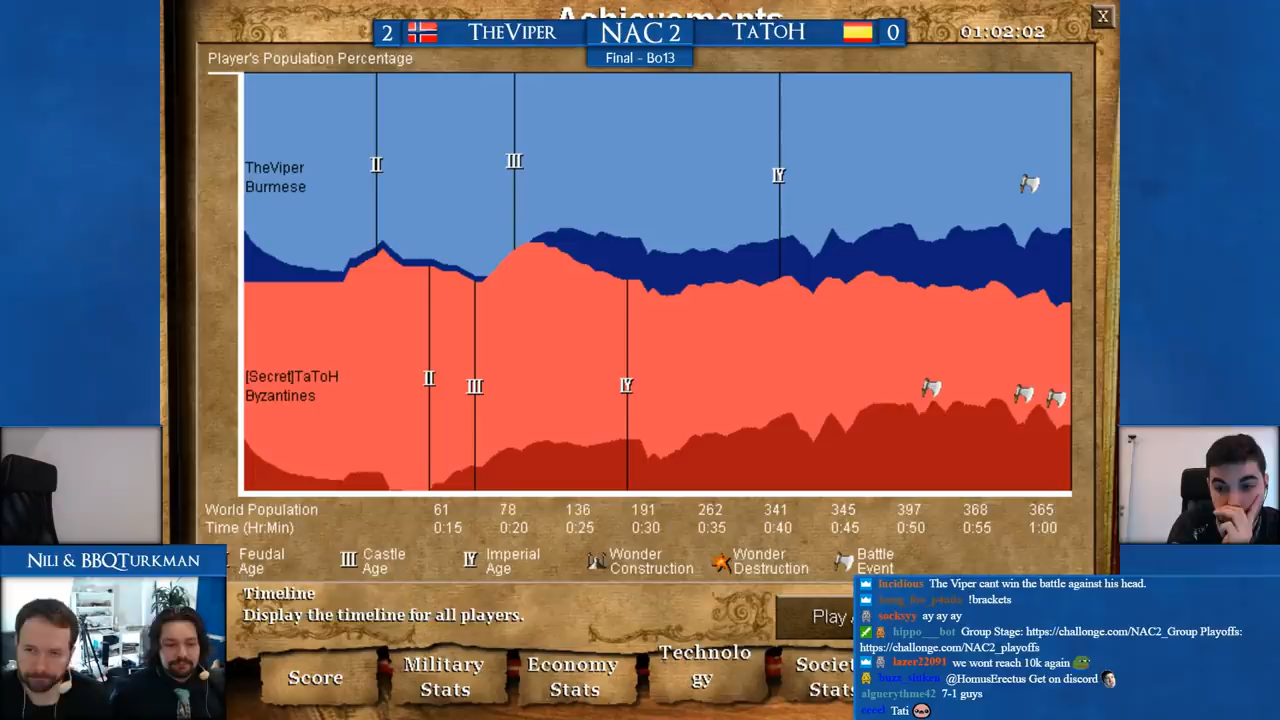 Achievements
2 TheViper NAC 2 TaToH 0
Final - Bo13
01:02:02
X
Player's Population Percentage
II
III
IV
TheViper
Burmese
[Secret]TaToH
Byzantines
II
III
IV
World Population 61 78 136 191 262 341 345 397 368 365
Time (Hr:Min) 0:15 0:20 0:25 0:30 0:35 0:40 0:45 0:50 0:55 1:00
Feudal Age
III Castle Age
IV Imperial Age
Wonder Construction
Wonder Destruction
Battle Event
Nili & BBQTurkman
Timeline
Display the timeline for all players.
Play
Score
Military Stats
Economy Stats
Technology
Societ
Stats
fucidious The Viper cant win the battle against his head.
!brackets
socksyy ay ay ay
hippo___bot Group Stage: https://challonge.com/NAC2_Group Playoffs:
https://challonge.com/NAC2_playoffs
lazer22091 we wont reach 10k again
@HomusErectus Get on discord
alguerythme42 7-1 guys
Tati